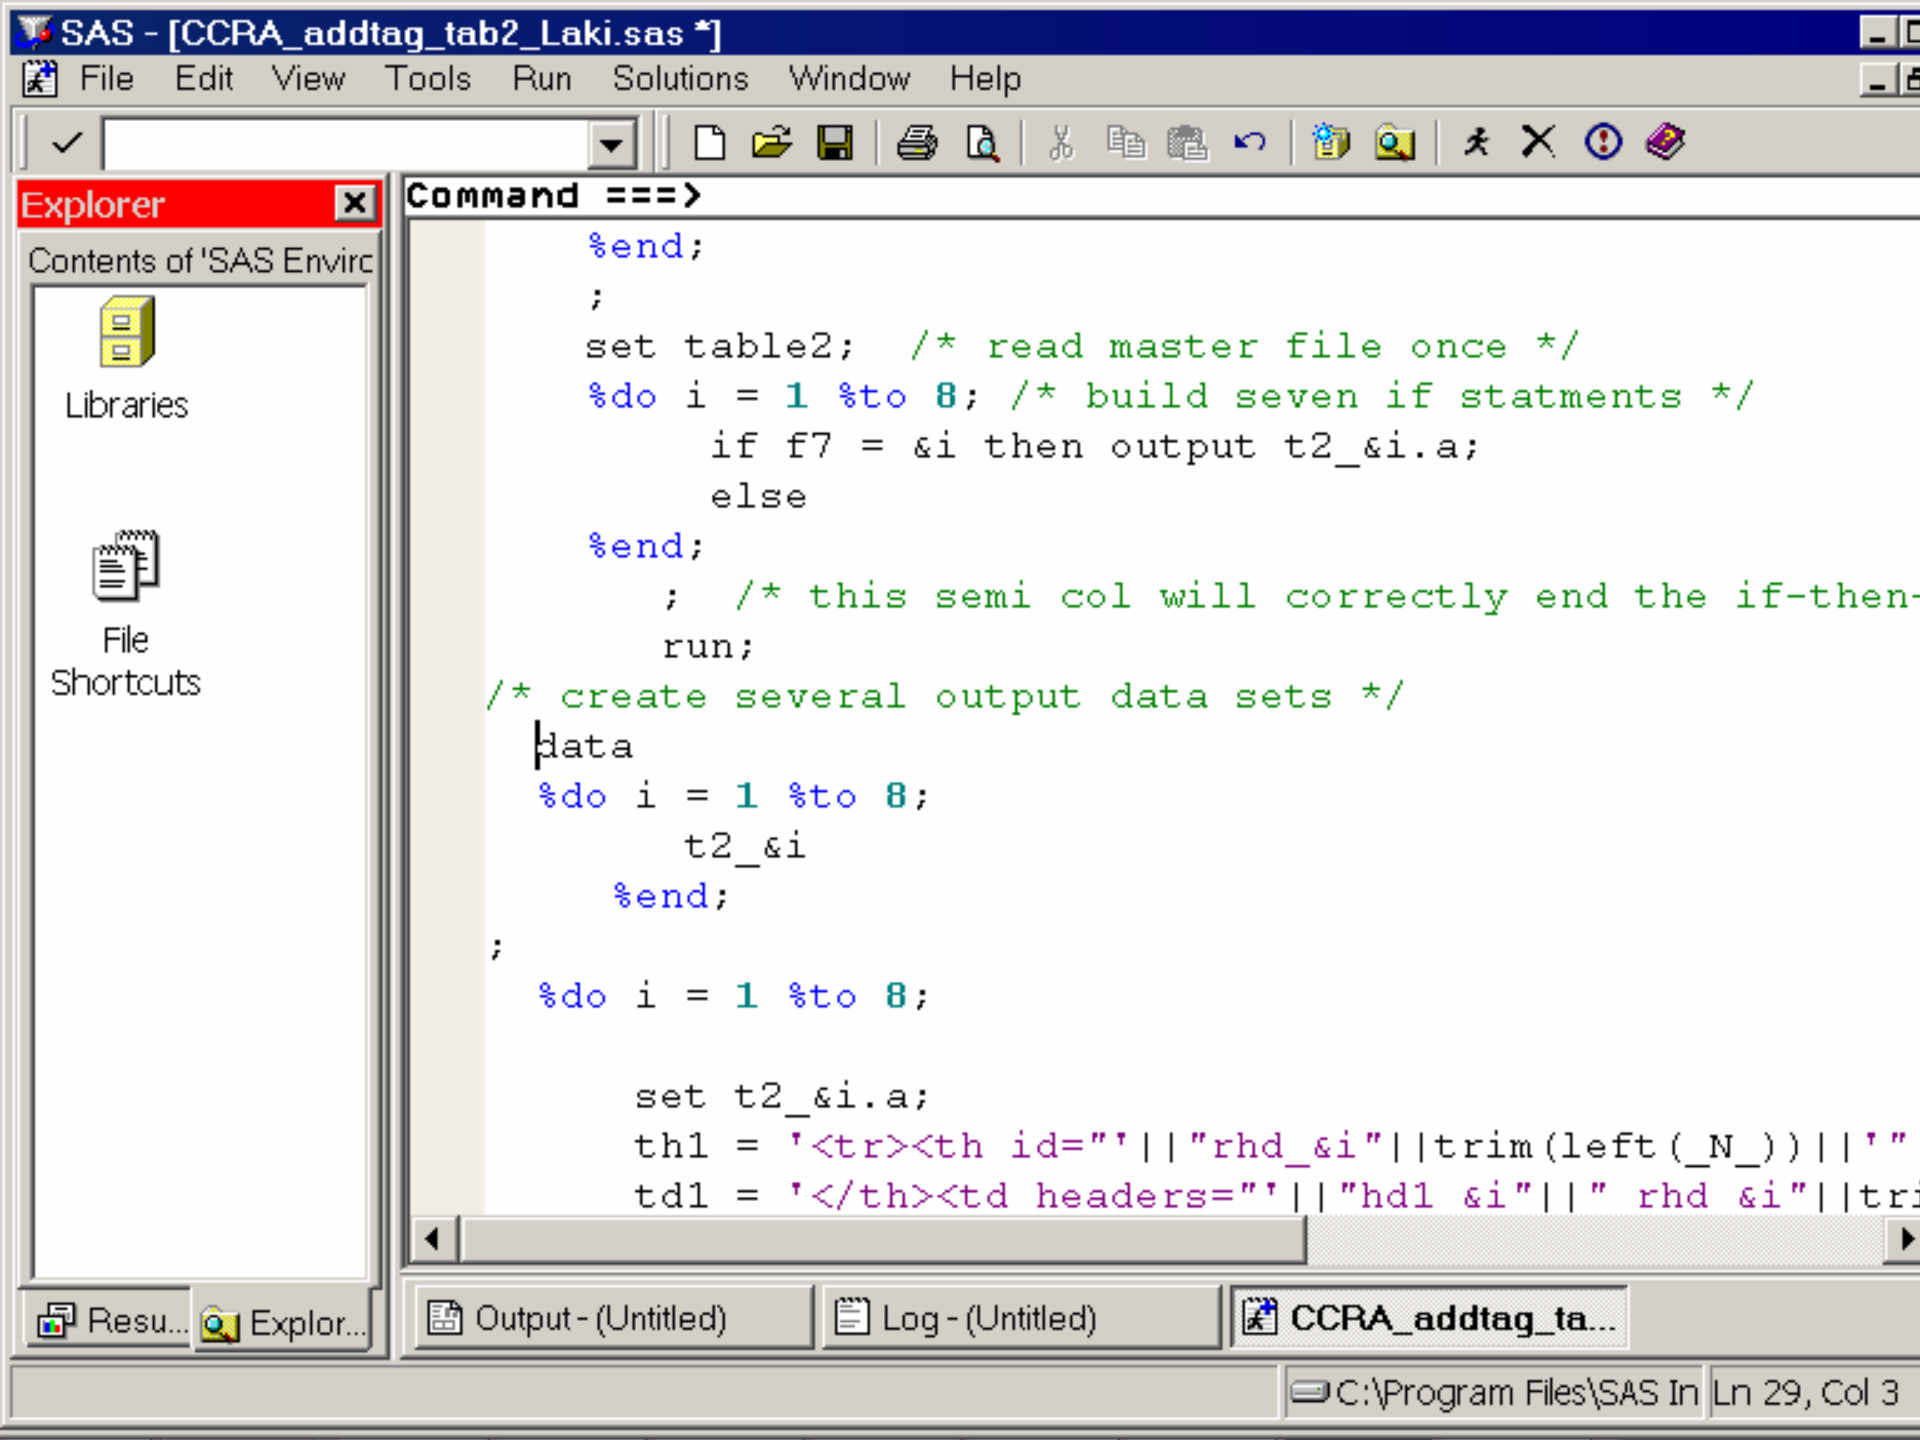 SAS - [CCRA_addtag_tab2_Laki.sas *]
File Edit View Tools Run Solutions Window Help
Explorer
Contents of 'SAS Envirc
Libraries
File
Shortcuts
Command ===>
%end;
;
set table2; /* read master file once */
%do i = 1 %to 8; /* build seven if statments */
if f7 = &i then output t2_&i.a;
else
%end;
; /* this semi col will correctly end the if-then-
run;
/* create several output data sets */
data
%do i = 1 %to 8;
t2_&i
%end;
;
%do i = 1 %to 8;
set t2_&i.a;
th1 = '<tr><th id="'||"rhd_&i"||trim(left(_N_))||'"
td1 = '</th><td headers="'||"hd1 &i"||" rhd &i"||tri
Resu... Explor...
Output - (Untitled) Log - (Untitled) CCRA_addtag_ta...
C:\Program Files\SAS In Ln 29, Col 3